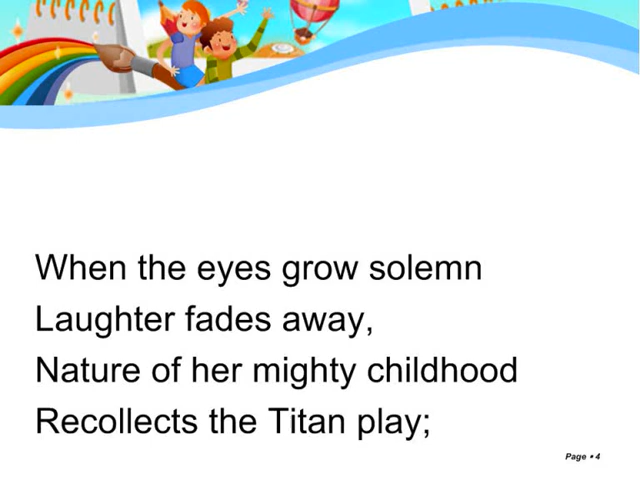 When the eyes grow solemn
Laughter fades away,
Nature of her mighty childhood
Recollects the Titan play;
Page • 4